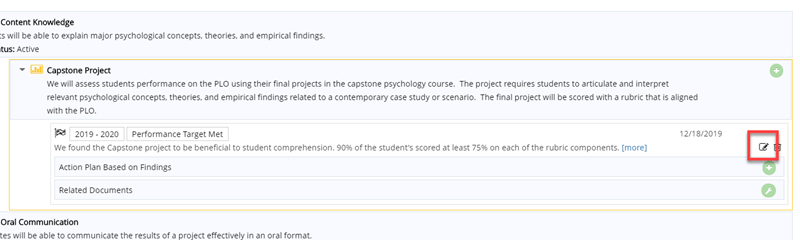 Content Knowledge
ts will be able to explain major psychological concepts, theories, and empirical findings.
tus: Active
Capstone Project
We will assess students performance on the PLO using their final projects in the capstone psychology course. The project requires students to articulate and interpret
relevant psychological concepts, theories, and empirical findings related to a contemporary case study or scenario. The final project will be scored with a rubric that is aligned
with the PLO.
2019 - 2020 Performance Target Met 12/18/2019
We found the Capstone project to be beneficial to student comprehension. 90% of the student's scored at least 75% on each of the rubric components. [more]
Action Plan Based on Findings
Related Documents
Oral Communication
tes will be able to communicate the results of a project effectively in an oral format.